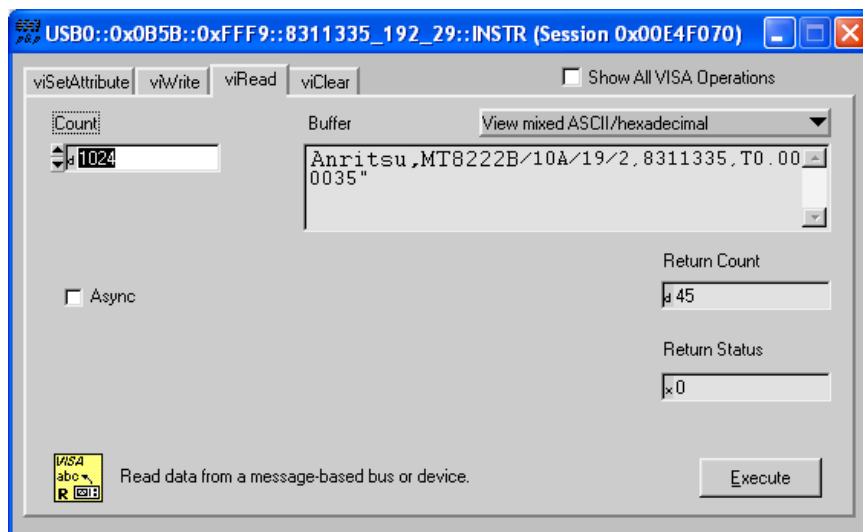 USB0::0x0B5B::0xFFF9::8311335_192_29::INSTR (Session 0x00E4F070)
viSetAttribute viWrite viRead viClear
Show All VISA Operations
Count
Buffer
View mixed ASCII/hexadecimal
d 1024
Anritsu,MT8222B/10A/19/2,8311335,T0.00
0035"
Return Count
Async
d 45
Return Status
x 0
VISA
abc
R
Read data from a message-based bus or device.
Execute